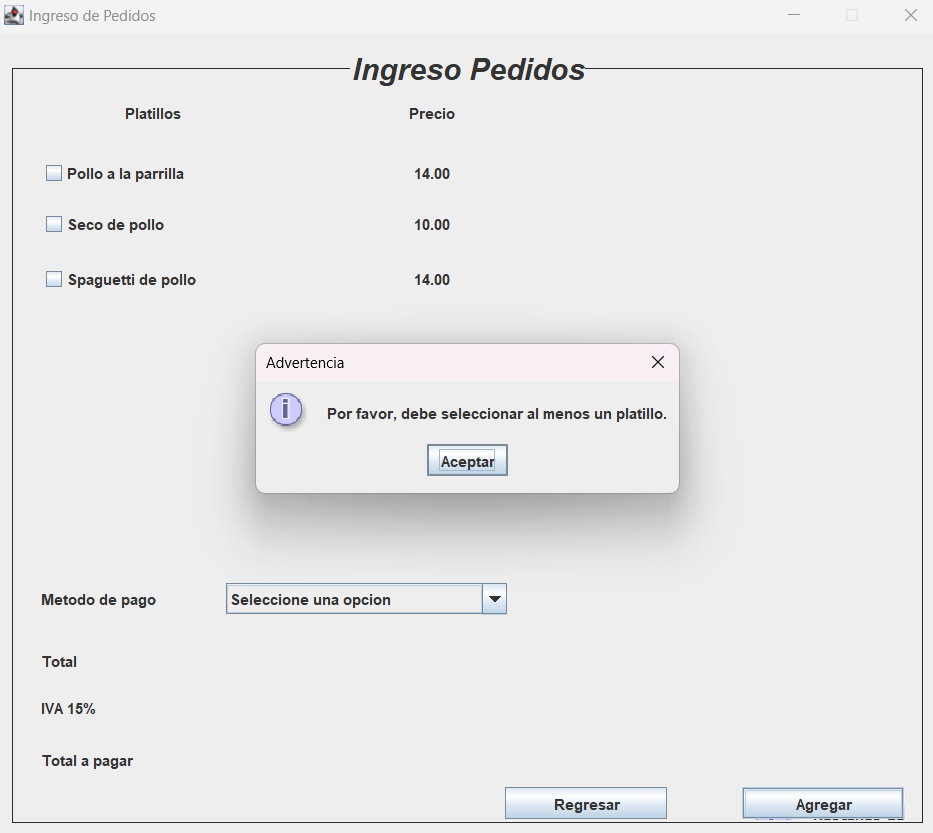 Ingreso de Pedidos
Ingreso Pedidos
Platillos Precio
Pollo a la parrilla 14.00
Seco de pollo 10.00
Spaguetti de pollo 14.00
Advertencia
Por favor, debe seleccionar al menos un platillo.
Aceptar
Metodo de pago Seleccione una opcion
Total
IVA 15%
Total a pagar
Regresar Agregar